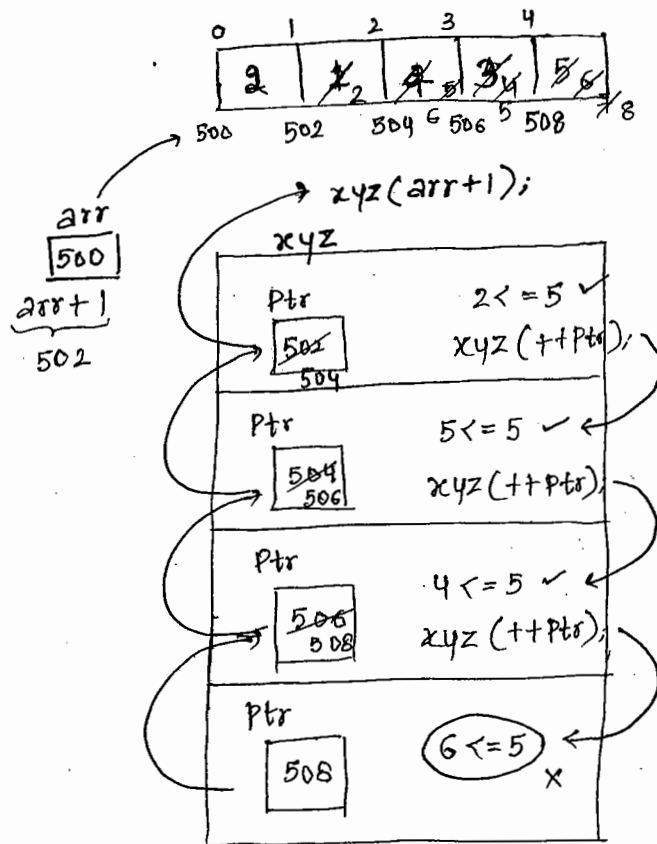 0 1 2 3 4
2 1 2 4 5 3 4 5 6
500 502 504 6 506 5 508 7 8
xyz(arr+1);
arr
500
arr+1
502
xyz
Ptr 2<=5 ✓
502 xyz(++Ptr);
504
Ptr 5<=5 ✓
504 xyz(++Ptr);
506
Ptr 4<=5 ✓
506 xyz(++Ptr);
508
Ptr 6<=5 x
508